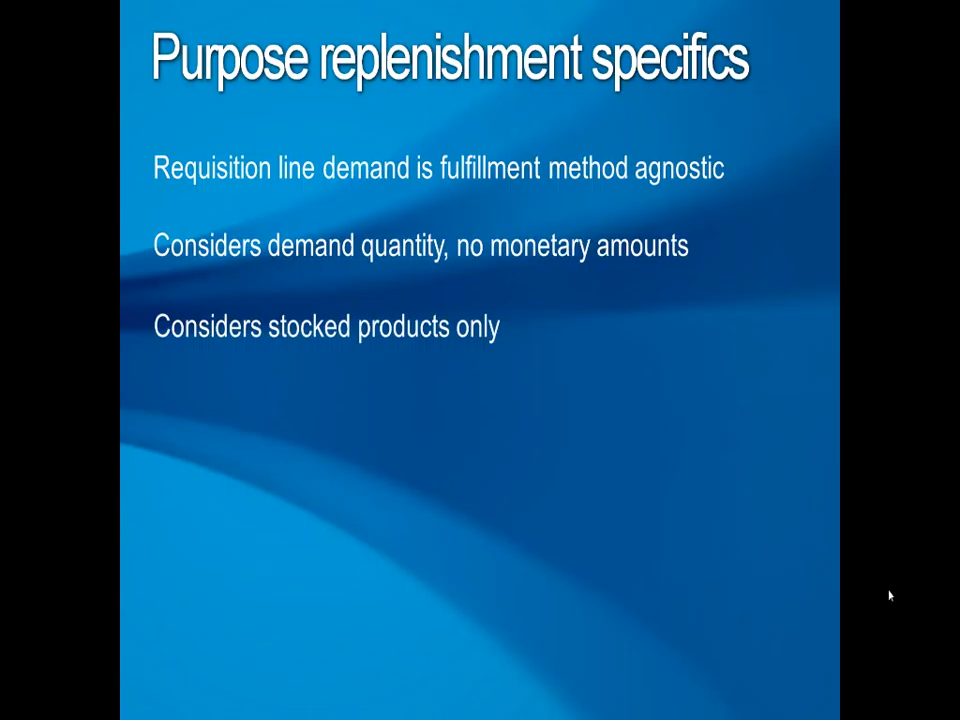 Purpose replenishment specifics
Requisition line demand is fulfillment method agnostic
Considers demand quantity, no monetary amounts
Considers stocked products only